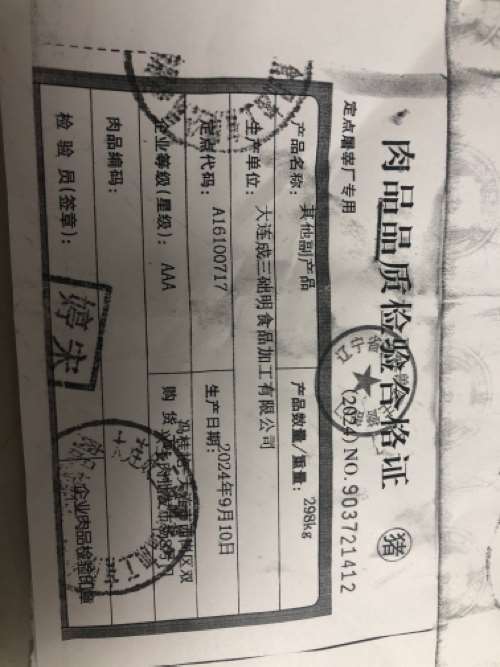 肉品品质检验合格证 猪
定点屠宰厂专用 (2024) NO.903721412
产品名称: 其他副产品 产品数量/重量: 298kg
生产单位: 大连成三础明食品加工有限公司
定点代码: A16100717 生产日期: 2024年9月10日
企业等级(星级): AAA 购货
肉品编码:
检验员(签章): 企业肉品检验印章